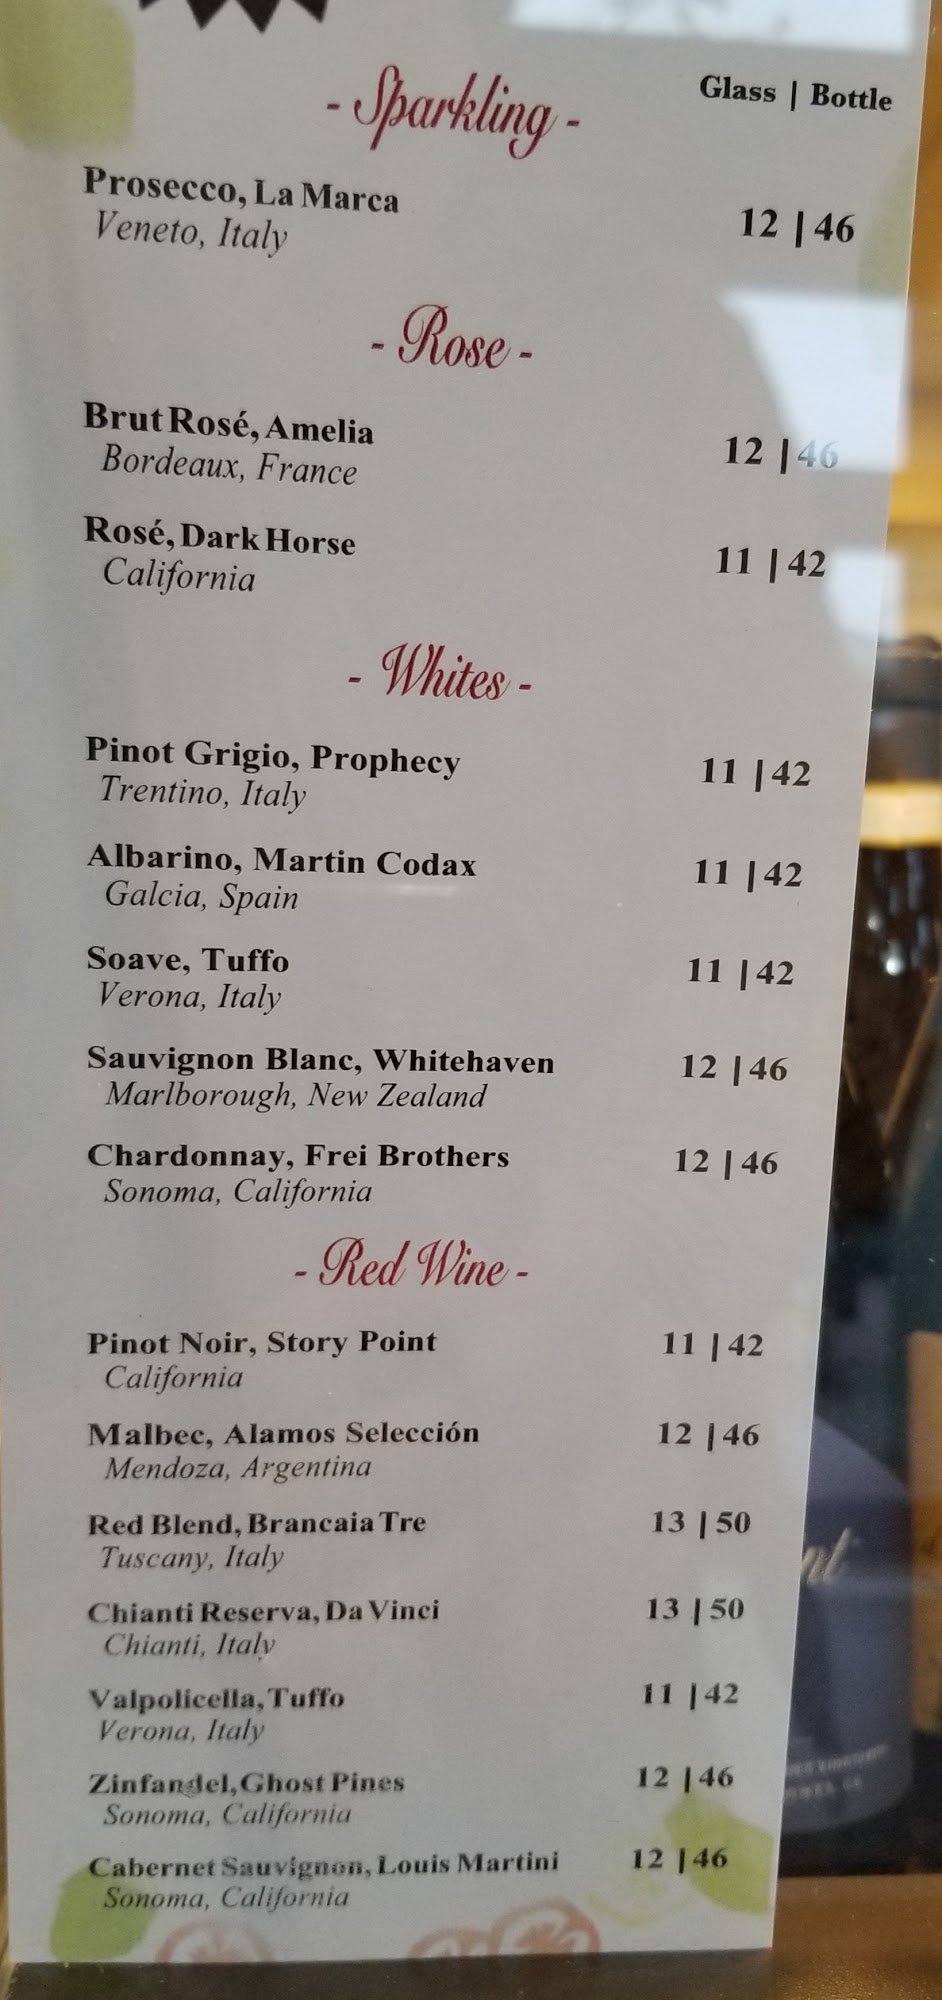 Glass | Bottle
- Sparkling -
Prosecco, La Marca 12 | 46
Veneto, Italy
- Rose -
Brut Rosé, Amelia 12 | 46
Bordeaux, France
Rosé, Dark Horse 11 | 42
California
- Whites -
Pinot Grigio, Prophecy 11 | 42
Trentino, Italy
Albarino, Martin Codax 11 | 42
Galcia, Spain
Soave, Tuffo 11 | 42
Verona, Italy
Sauvignon Blanc, Whitehaven 12 | 46
Marlborough, New Zealand
Chardonnay, Frei Brothers 12 | 46
Sonoma, California
- Red Wine -
Pinot Noir, Story Point 11 | 42
California
Malbec, Alamos Selección 12 | 46
Mendoza, Argentina
Red Blend, Brancaia Tre 13 | 50
Tuscany, Italy
Chianti Reserva, Da Vinci 13 | 50
Chianti, Italy
Valpolicella, Tuffo 11 | 42
Verona, Italy
Zinfandel, Ghost Pines 12 | 46
Sonoma, California
Cabernet Sauvignon, Louis Martini 12 | 46
Sonoma, California